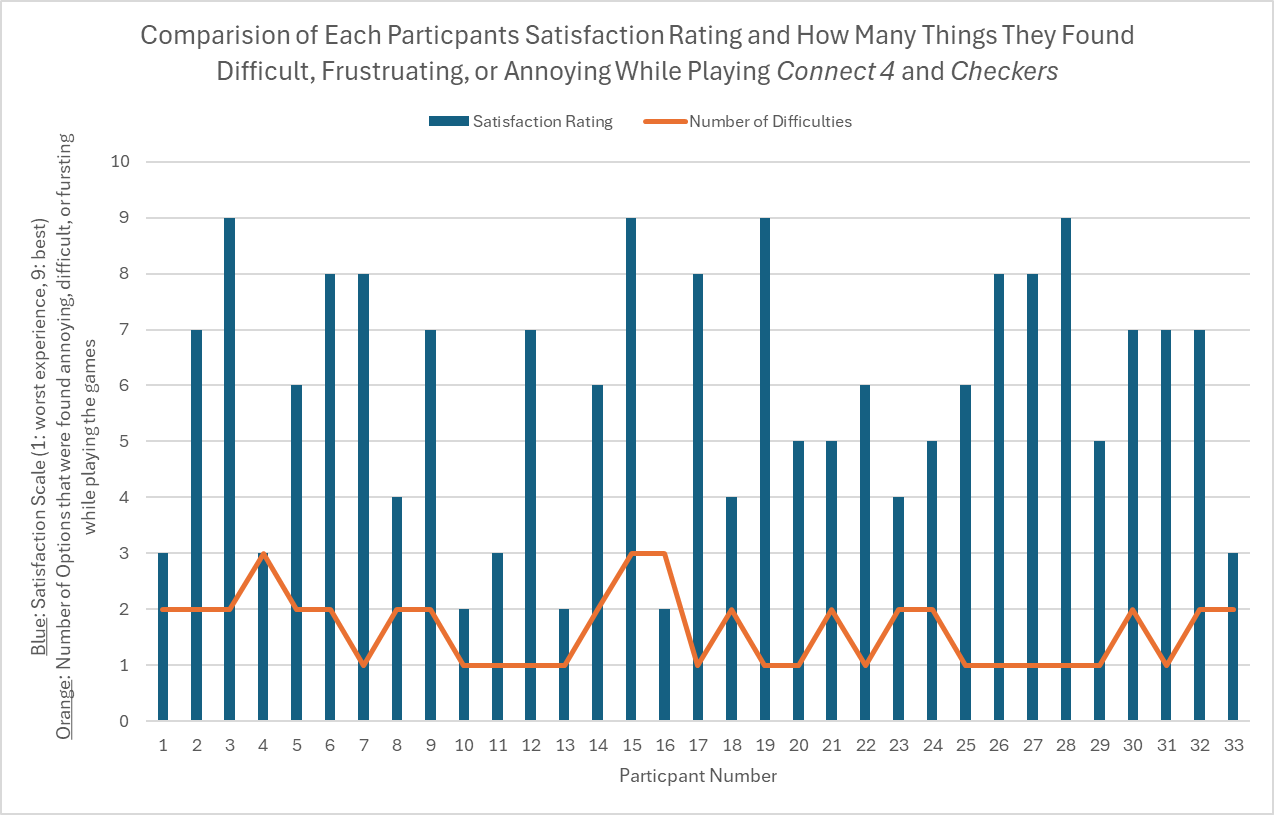 Comparision of Each Particpants Satisfaction Rating and How Many Things They Found
Difficult, Frustruating, or Annoying While Playing Connect 4 and Checkers
Satisfaction Rating
Number of Difficulties
Blue: Satisfaction Scale (1: worst experience, 9: best)
Orange: Number of Options that were found annoying, difficult, or fursting
while playing the games
10
9
8
7
6
5
4
3
2
1
0
1 2 3 4 5 6 7 8 9 10 11 12 13 14 15 16 17 18 19 20 21 22 23 24 25 26 27 28 29 30 31 32 33
Particpant Number